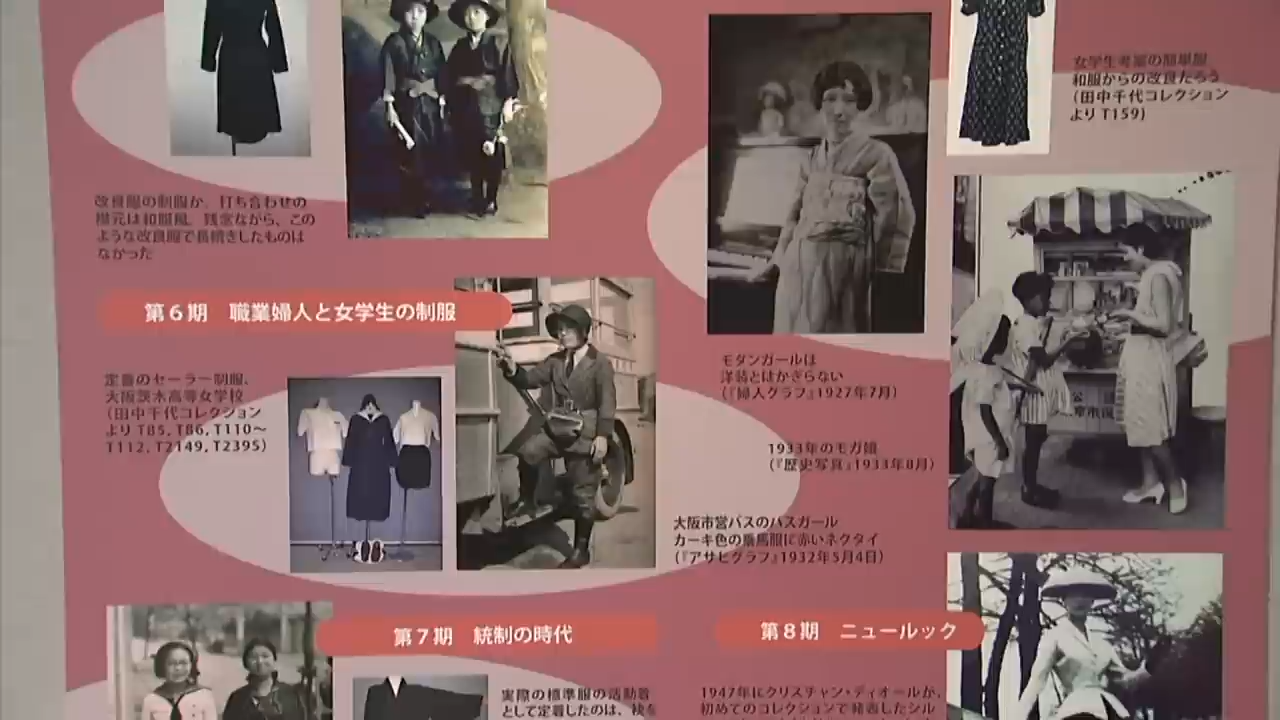 改良服の制服か。打ち合わせの
襟元は和服風。残念ながら、この
ような改良服で長続きしたものは
なかった
第6期 職業婦人と女学生の制服
定番のセーラー制服、
大阪茨木高等女学校
（田中千代コレクション
より T85, T86, T110〜
T112, T2149, T2395）
女学生考案の簡単服
和服からの改良だろう
（田中千代コレクション
より T159）
モダンガールは
洋装とはかぎらない
（『婦人グラフ』1927年7月）
1933年のモガ娘
（『歴史写真』1933年8月）
大阪市営バスのバスガール
カーキ色の乗馬服に赤いネクタイ
（『アサヒグラフ』1932年5月4日）
第7期 統制の時代
実際の標準服の活動着
として定着したのは、袂を
第8期 ニュールック
1947年にクリスチャン・ディオールが、
初めてのコレクションで発表したシル